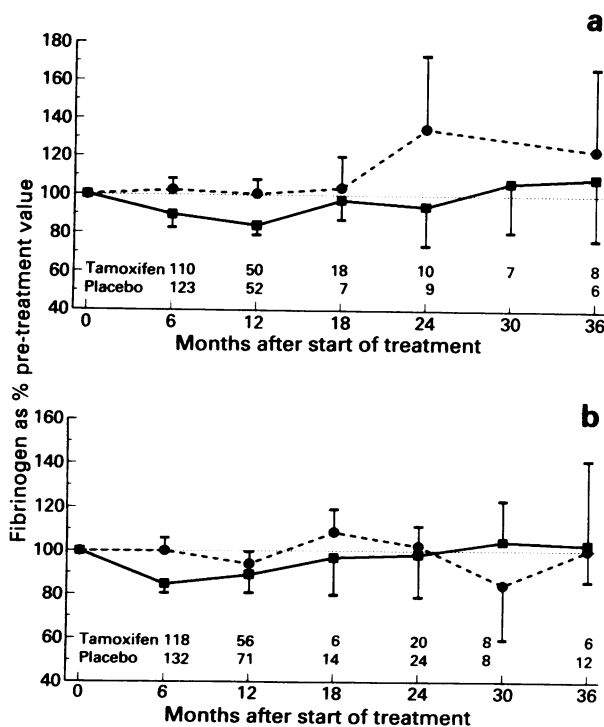 a
180
160
140
120
100
80
60
40
Tamoxifen 110 50 18 10 7 8
Placebo 123 52 7 9 6
0 6 12 18 24 30 36
Months after start of treatment
Fibrinogen as % pre-treatment value
b
160
140
120
100
80
60
40
Tamoxifen 118 56 6 20 8 6
Placebo 132 71 14 24 8 12
0 6 12 18 24 30 36
Months after start of treatment